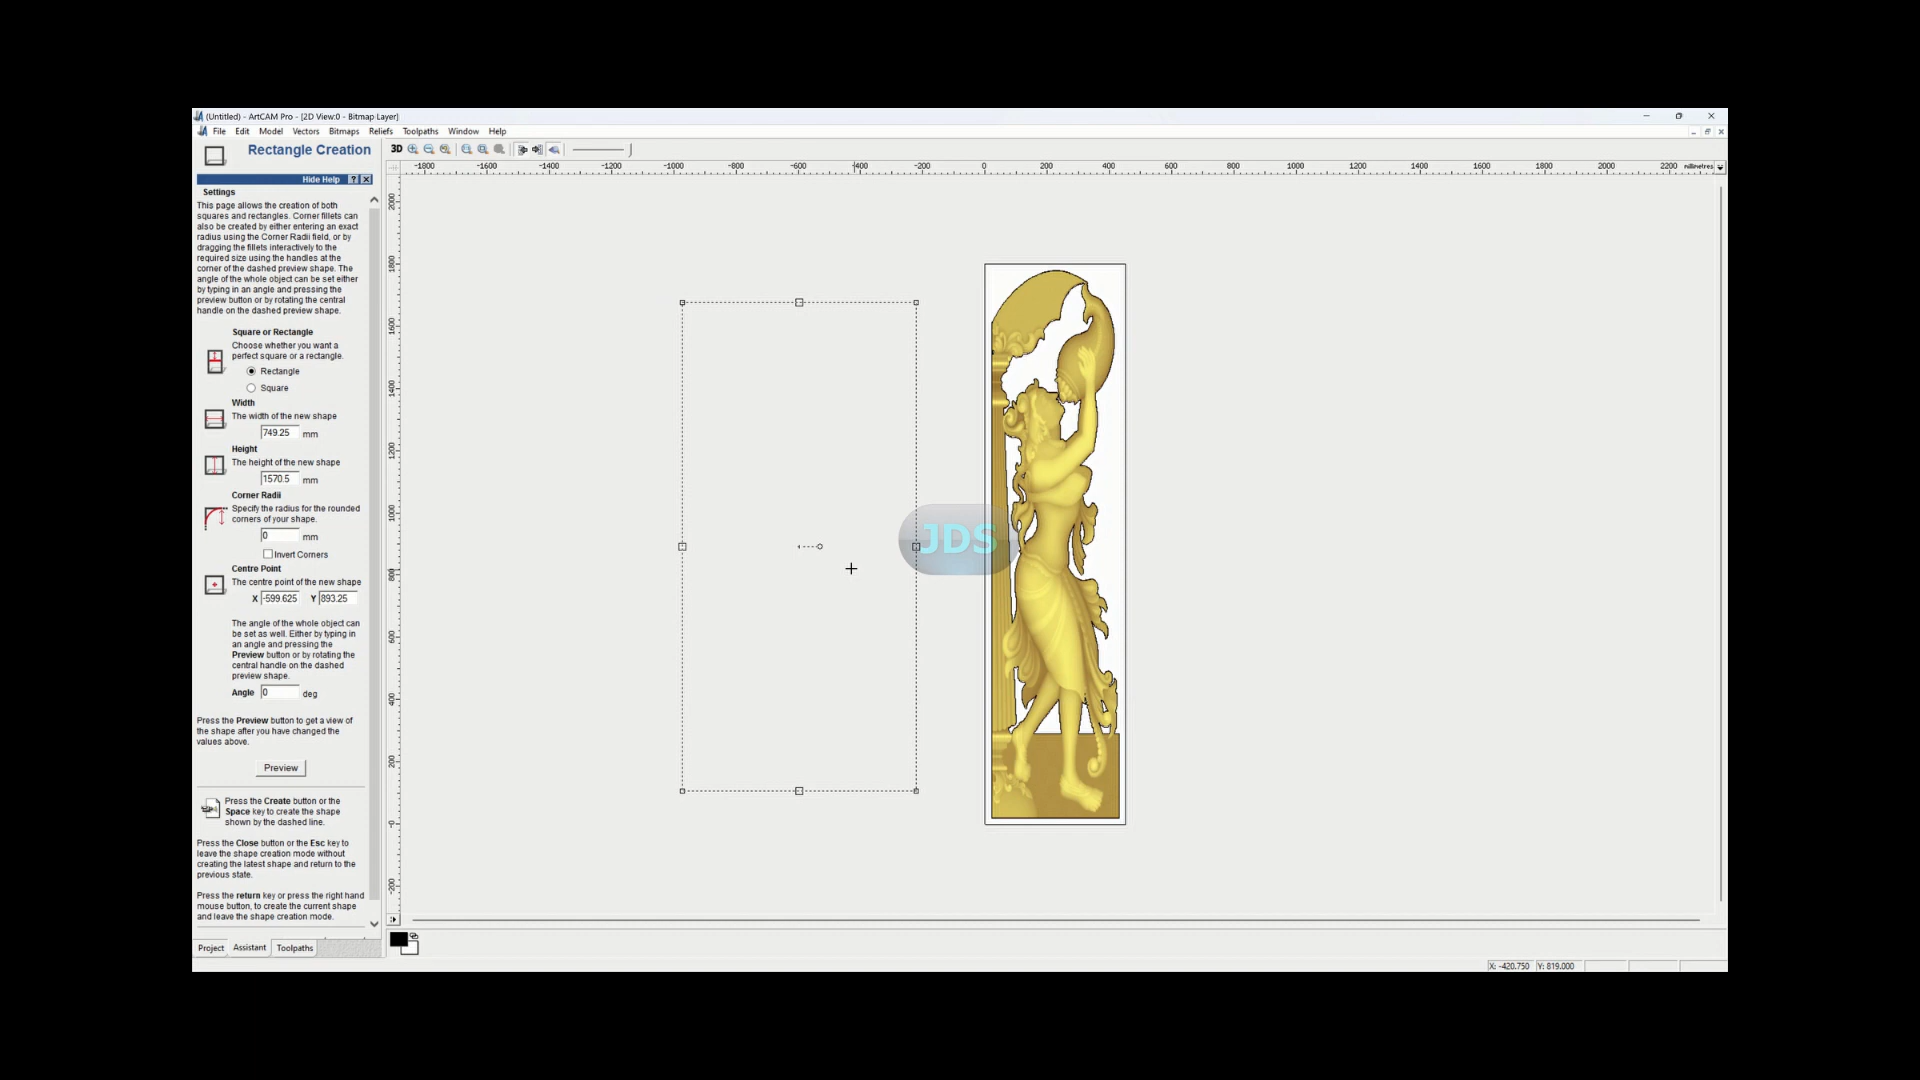 (Untitled) - ArtCAM Pro - [2D View:0 - Bitmap Layer]
File Edit Model Vectors Bitmaps Reliefs Toolpaths Window Help
Rectangle Creation
3D
Hide Help ? X
-1800 -1600 -1400 -1200 -1000 -800 -600 -400 -200 0 200 400 600 800 1000 1200 1400 1600 1800 2000 2200 millimetres
2000
1800
1600
1400
1200
1000
800
600
400
200
0
-200
Settings
This page allows the creation of both
squares and rectangles. Corner fillets can
also be created by either entering an exact
radius using the Corner Radii field, or by
dragging the fillets interactively to the
required size using the handles at the
corner of the dashed preview shape. The
angle of the whole object can be set either
by typing in an angle and pressing the
preview button or by rotating the central
handle on the dashed preview shape.
Square or Rectangle
Choose whether you want a
perfect square or a rectangle.
Rectangle
Square
Width
The width of the new shape
749.25 mm
Height
The height of the new shape
1570.5 mm
Corner Radii
Specify the radius for the rounded
corners of your shape.
0 mm
Invert Corners
Centre Point
The centre point of the new shape
X -599.625 Y 893.25
The angle of the whole object can
be set as well. Either by typing in
an angle and pressing the
Preview button or by rotating the
central handle on the dashed
preview shape.
Angle 0 deg
Press the Preview button to get a view of
the shape after you have changed the
values above.
Preview
Press the Create button or the
Space key to create the shape
shown by the dashed line.
Press the Close button or the Esc key to
leave the shape creation mode without
creating the latest shape and return to the
previous state.
Press the return key or press the right hand
mouse button, to create the current shape
and leave the shape creation mode.
Project Assistant Toolpaths
JDS
X: -420.750 Y: 819.000